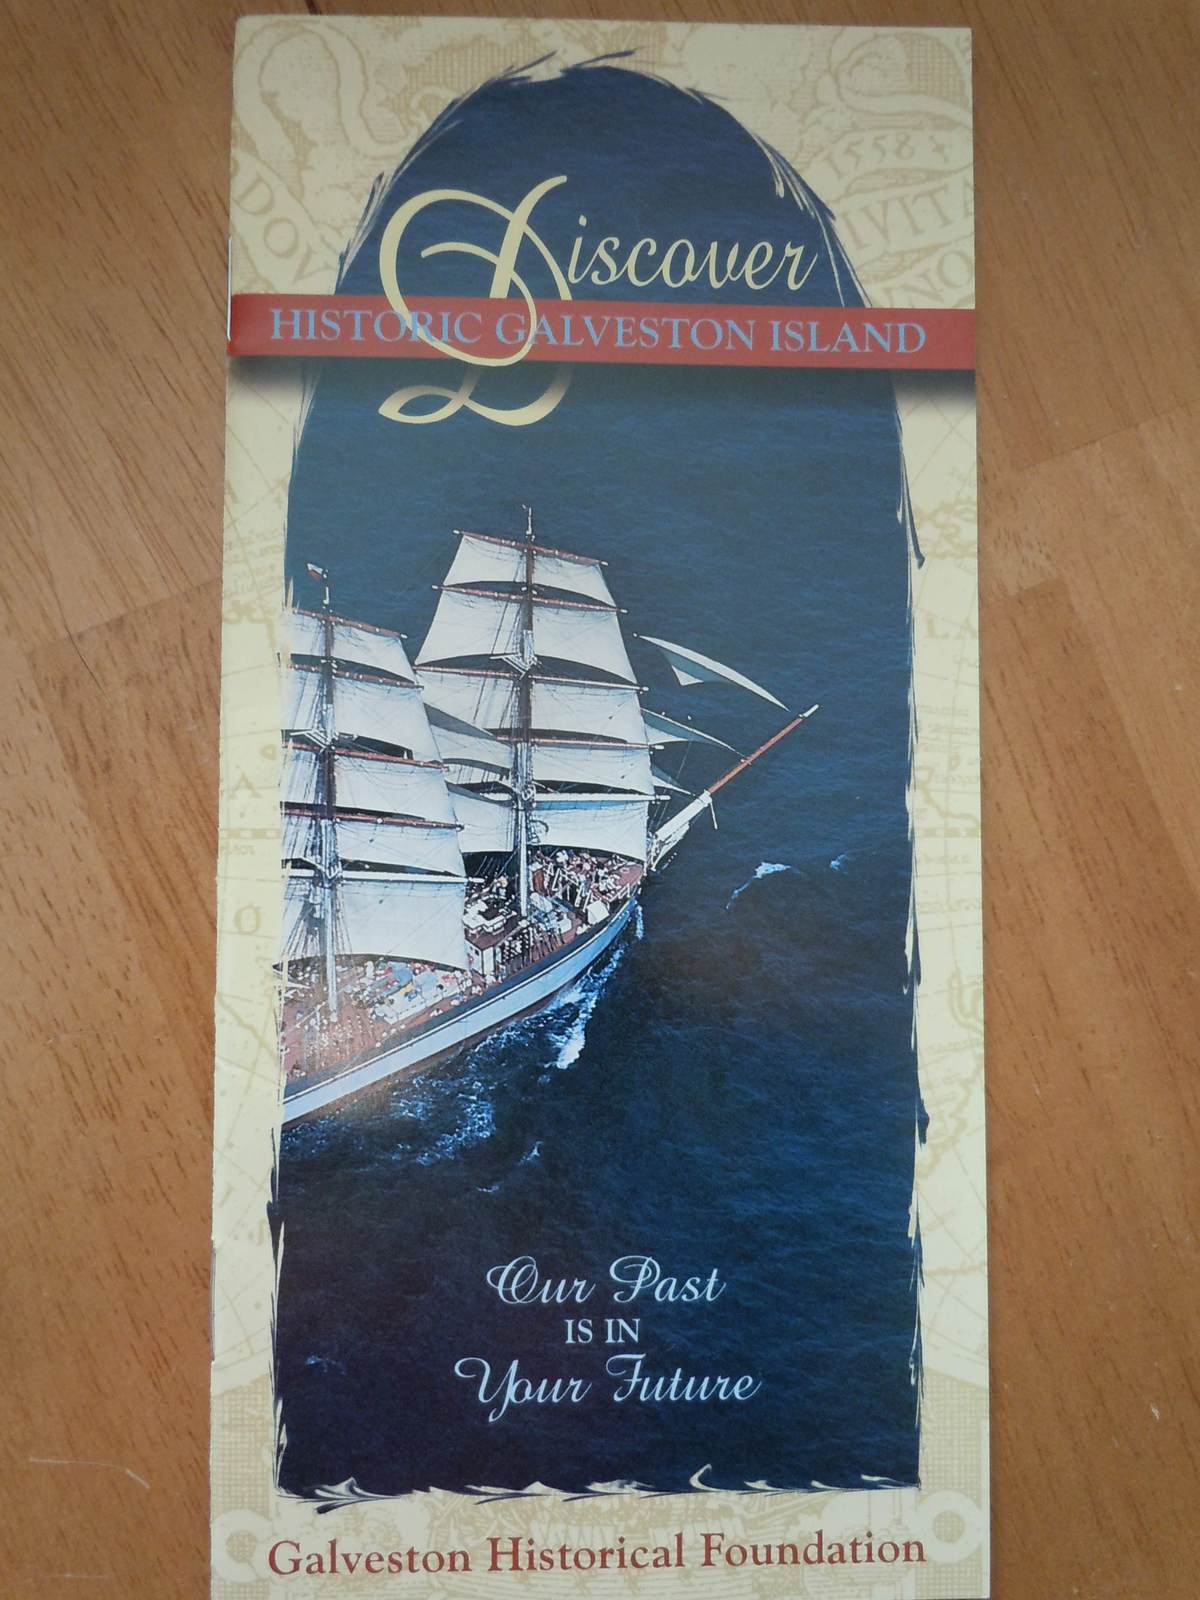 Discover
HISTORIC GALVESTON ISLAND
Our Past
IS IN
Your Future
Galveston Historical Foundation